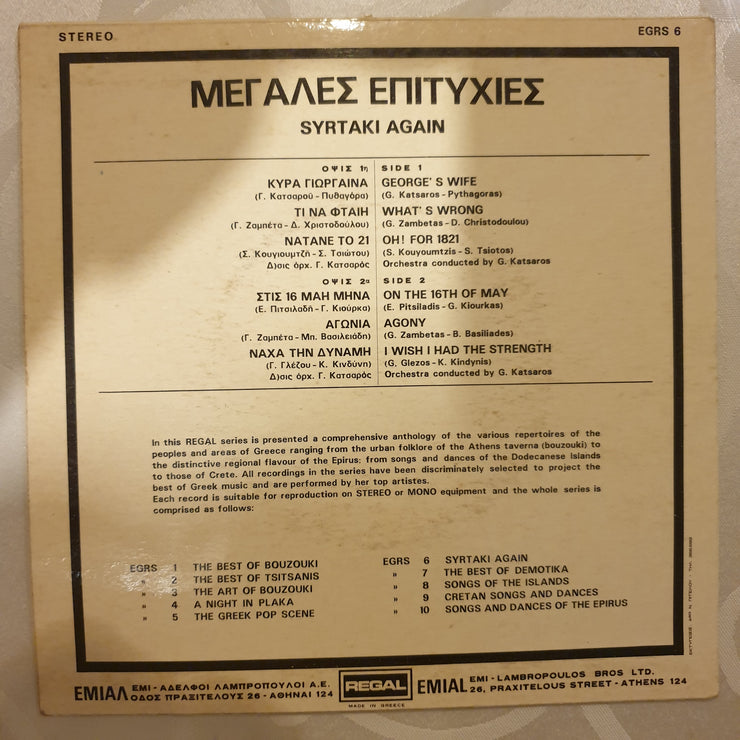 STEREO
EGRS 6
ΜΕΓΑΛΕΣ ΕΠΙΤΥΧΙΕΣ
SYRTAKI AGAIN
ΟΨΙΣ 1η
ΚΥΡΑ ΓΙΩΡΓΑΙΝΑ
(Γ. Κατσαρού - Πυθαγόρα)
ΤΙ ΝΑ ΦΤΑΙΗ
(Γ. Ζαμπέτα - Δ. Χριστοδούλου)
ΝΑΤΑΝΕ ΤΟ 21
(Σ. Κουγιουμτζή - Σ. Τσιώτου)
Δ)σις όρχ. Γ. Κατσαρός
SIDE 1
GEORGE'S WIFE
(G. Katsaros - Pythagoras)
WHAT'S WRONG
(G. Zambetas - D. Christodoulou)
OH! FOR 1821
(S. Kouyoumtzis - S. Tsiotos)
Orchestra conducted by G. Katsaros
ΟΨΙΣ 2α
ΣΤΙΣ 16 ΜΑΗ ΜΗΝΑ
(Ε. Πιτσιλαδή - Γ. Κιούρκα)
ΑΓΩΝΙΑ
(Γ. Ζαμπέτα - Μπ. Βασιλειάδη)
ΝΑΧΑ ΤΗΝ ΔΥΝΑΜΗ
(Γ. Γλέζου - Κ. Κινδύνη)
Δ)σις όρχ. Γ. Κατσαρός
SIDE 2
ON THE 16TH OF MAY
(E. Pitsiladis - G. Kiourkas)
AGONY
(G. Zambetas - B. Basiliades)
I WISH I HAD THE STRENGTH
(G. Glezos - K. Kindynis)
Orchestra conducted by G. Katsaros
In this REGAL series is presented a comprehensive anthology of the various repertoires of the
peoples and areas of Greece ranging from the urban folklore of the Athens taverna (bouzouki) to
the distinctive regional flavour of the Epirus: from songs and dances of the Dodecanese Islands
to those of Crete. All recordings in the series have been discriminately selected to project the
best of Greek music and are performed by her top artistes.
Each record is suitable for reproduction on STEREO or MONO equipment and the whole series is
comprised as follows:
EGRS 1 THE BEST OF BOUZOUKI
» 2 THE BEST OF TSITSANIS
» 3 THE ART OF BOUZOUKI
» 4 A NIGHT IN PLAKA
» 5 THE GREEK POP SCENE
EGRS 6 SYRTAKI AGAIN
» 7 THE BEST OF DEMOTIKA
» 8 SONGS OF THE ISLANDS
» 9 CRETAN SONGS AND DANCES
» 10 SONGS AND DANCES OF THE EPIRUS
ΕΜΙΑΛ ΕΜΙ - ΑΔΕΛΦΟΙ ΛΑΜΠΡΟΠΟΥΛΟΙ Α.Ε.
ΟΔΟΣ ΠΡΑΞΙΤΕΛΟΥΣ 26 - ΑΘΗΝΑΙ 124
REGAL
MADE IN GREECE
EMIAL EMI - LAMBROPOULOS BROS LTD.
26, PRAXITELOUS STREET - ATHENS 124